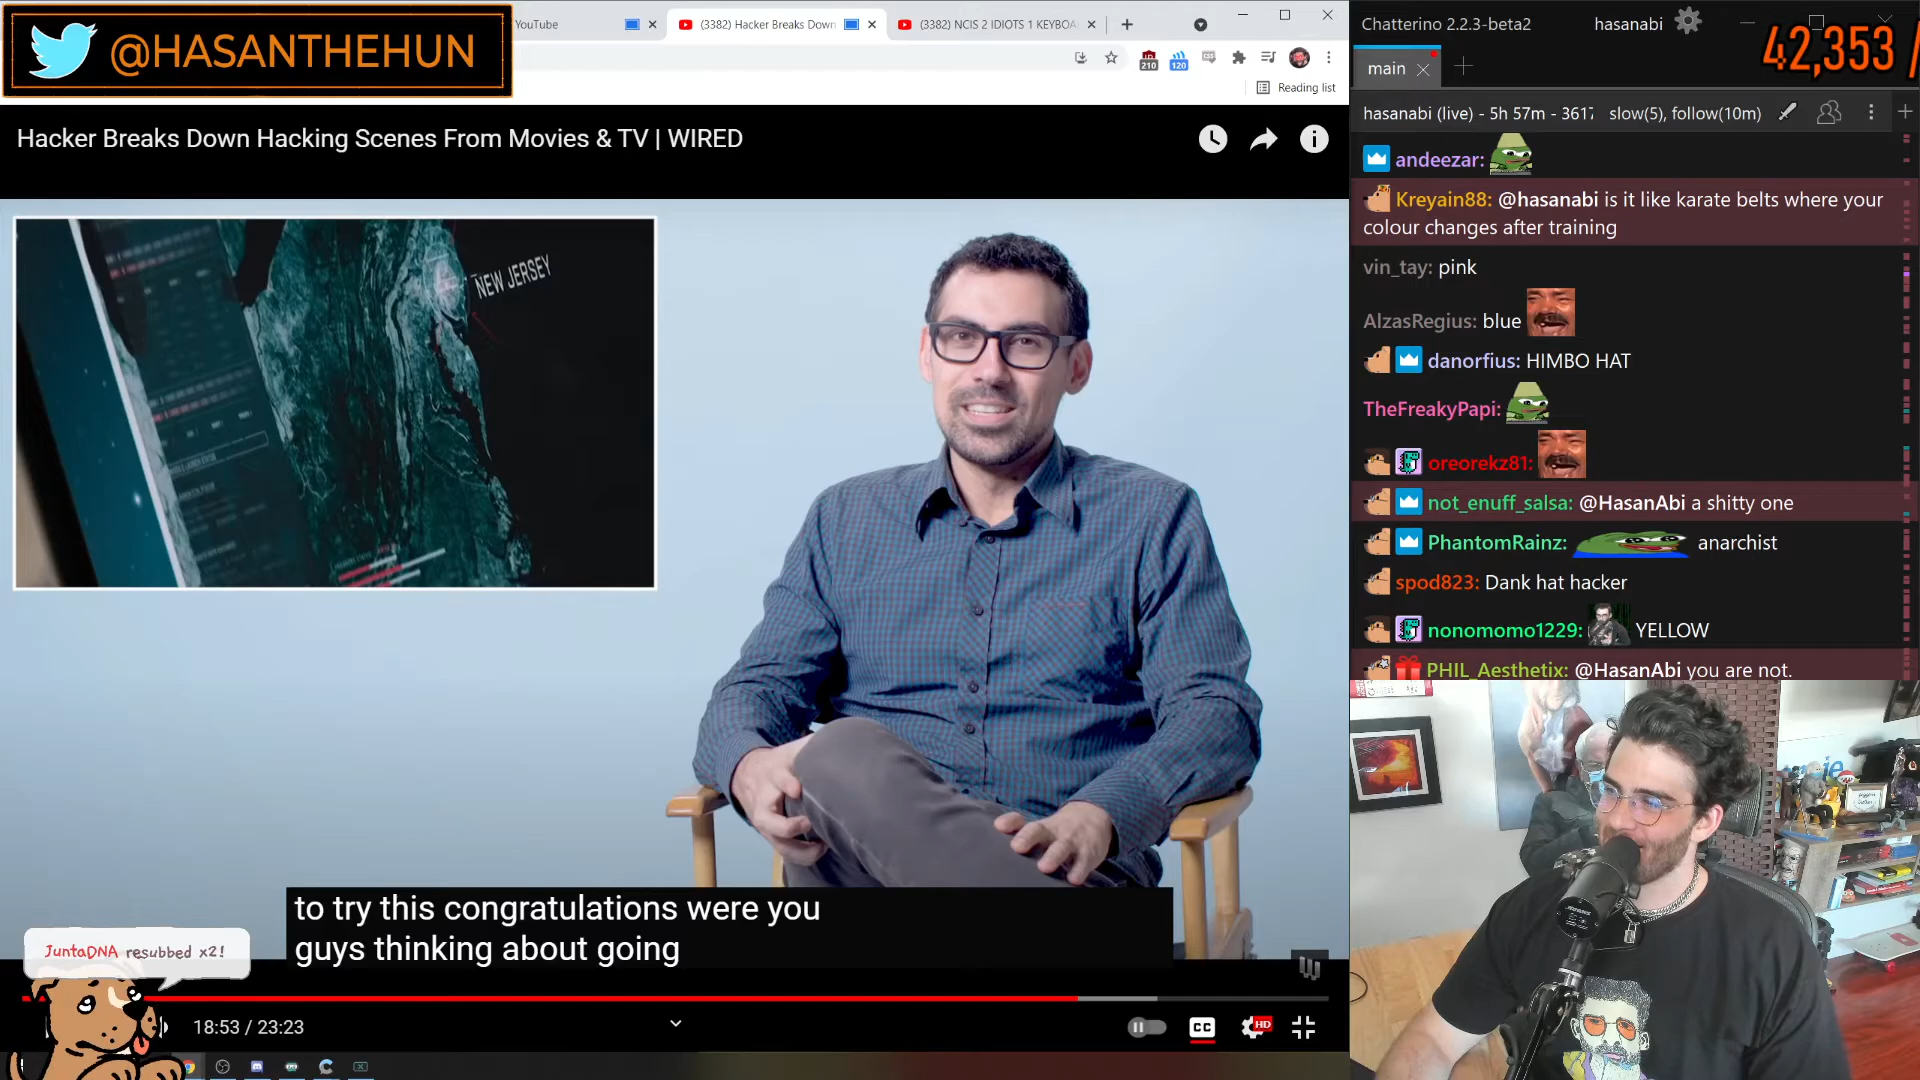 @HASANTHEHUN
YouTube
(3382) Hacker Breaks Down
(3382) NCIS 2 IDIOTS 1 KEYBOA
210
120
Reading list
Hacker Breaks Down Hacking Scenes From Movies & TV | WIRED
NEW JERSEY
to try this congratulations were you
guys thinking about going
JuntaDNA resubbed x2!
18:53 / 23:23
CC
HD
Chatterino 2.2.3-beta2
hasanabi
42,353 /
main
hasanabi (live) - 5h 57m - 3617
slow(5), follow(10m)
andeezar:
Kreyain88: @hasanabi is it like karate belts where your
colour changes after training
vin_tay: pink
AlzasRegius: blue
danorfius: HIMBO HAT
TheFreakyPapi:
oreorekz81:
not_enuff_salsa: @HasanAbi a shitty one
PhantomRainz: anarchist
spod823: Dank hat hacker
nonomomo1229: YELLOW
PHIL_Aesthetix: @HasanAbi you are not.